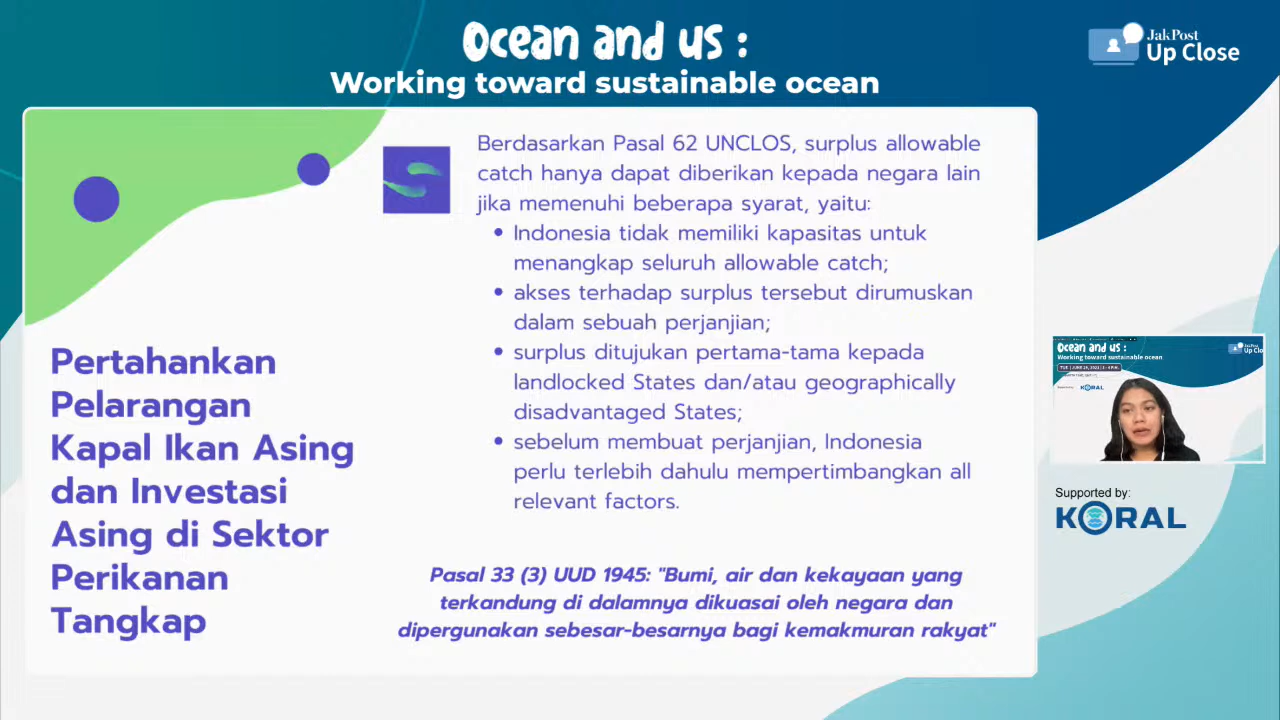 Ocean and us :
Working toward sustainable ocean
JakPost
Up Close
Pertahankan
Pelarangan
Kapal Ikan Asing
dan Investasi
Asing di Sektor
Perikanan
Tangkap
Berdasarkan Pasal 62 UNCLOS, surplus allowable
catch hanya dapat diberikan kepada negara lain
jika memenuhi beberapa syarat, yaitu:
• Indonesia tidak memiliki kapasitas untuk
menangkap seluruh allowable catch;
• akses terhadap surplus tersebut dirumuskan
dalam sebuah perjanjian;
• surplus ditujukan pertama-tama kepada
landlocked States dan/atau geographically
disadvantaged States;
• sebelum membuat perjanjian, Indonesia
perlu terlebih dahulu mempertimbangkan all
relevant factors.
Pasal 33 (3) UUD 1945: "Bumi, air dan kekayaan yang
terkandung di dalamnya dikuasai oleh negara dan
dipergunakan sebesar-besarnya bagi kemakmuran rakyat"
Ocean and us :
Working toward sustainable ocean
JakPost
Up Clo
KORAL
Supported by:
KORAL